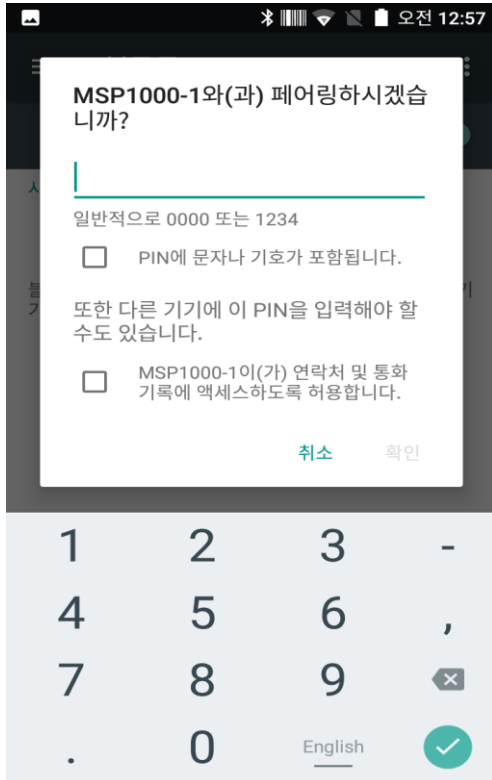 오전 12:57
MSP1000-1와(과) 페어링하시겠습
니까?
일반적으로 0000 또는 1234
PIN에 문자나 기호가 포함됩니다.
또한 다른 기기에 이 PIN을 입력해야 할
수도 있습니다.
MSP1000-1이(가) 연락처 및 통화
기록에 액세스하도록 허용합니다.
취소 확인
1 2 3 -
4 5 6 ,
7 8 9
. 0 English